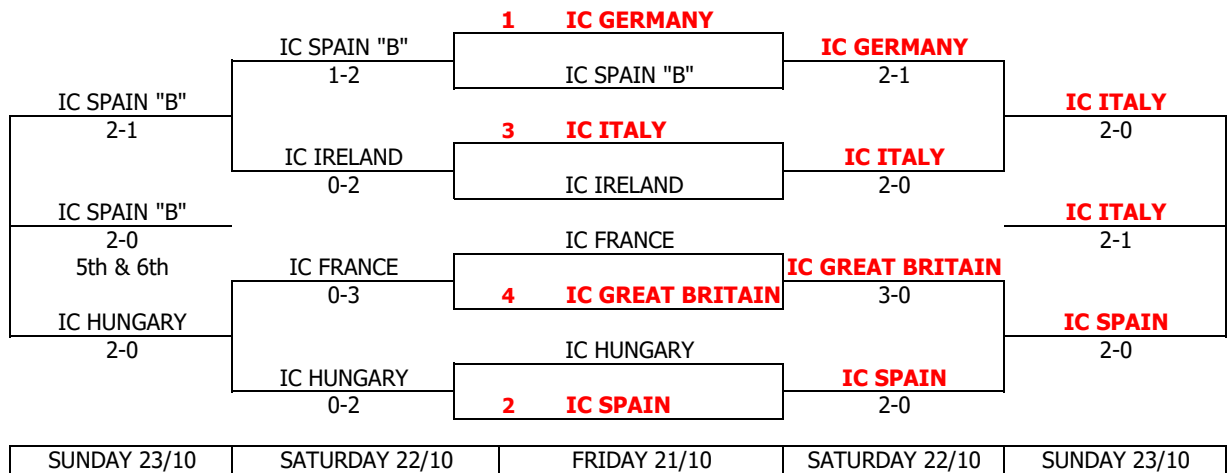 1 IC GERMANY
IC SPAIN "B" IC GERMANY
1-2 IC SPAIN "B" 2-1
IC SPAIN "B" IC ITALY
2-1 3 IC ITALY 2-0
IC IRELAND IC ITALY
0-2 IC IRELAND 2-0
IC SPAIN "B" IC ITALY
2-0 IC FRANCE 2-1
5th & 6th IC FRANCE IC GREAT BRITAIN
0-3 4 IC GREAT BRITAIN 3-0
IC HUNGARY IC SPAIN
2-0 IC HUNGARY 2-0
IC HUNGARY IC SPAIN
0-2 2 IC SPAIN 2-0
SUNDAY 23/10 SATURDAY 22/10 FRIDAY 21/10 SATURDAY 22/10 SUNDAY 23/10